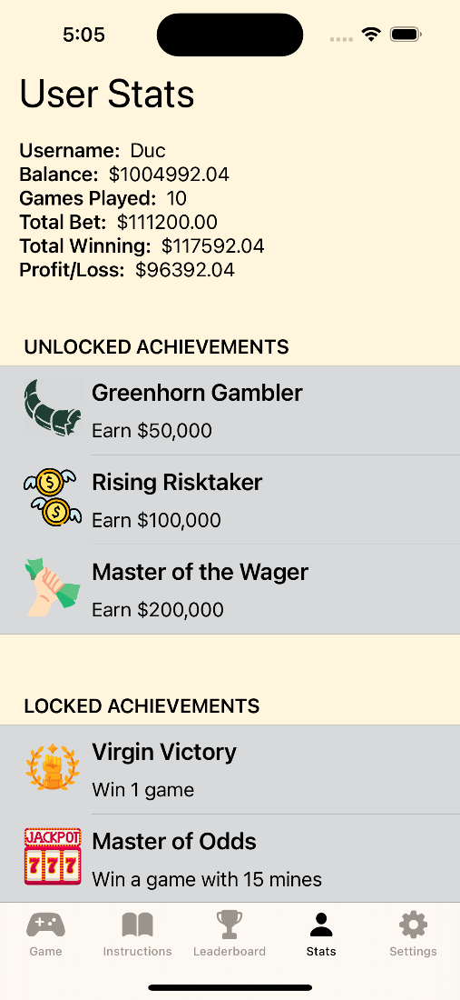 5:05
User Stats
Username: Duc
Balance: $1004992.04
Games Played: 10
Total Bet: $111200.00
Total Winning: $117592.04
Profit/Loss: $96392.04
UNLOCKED ACHIEVEMENTS
Greenhorn Gambler
Earn $50,000
Rising Risktaker
Earn $100,000
Master of the Wager
Earn $200,000
LOCKED ACHIEVEMENTS
Virgin Victory
Win 1 game
JACKPOT
777
Master of Odds
Win a game with 15 mines
Game Instructions Leaderboard Stats Settings